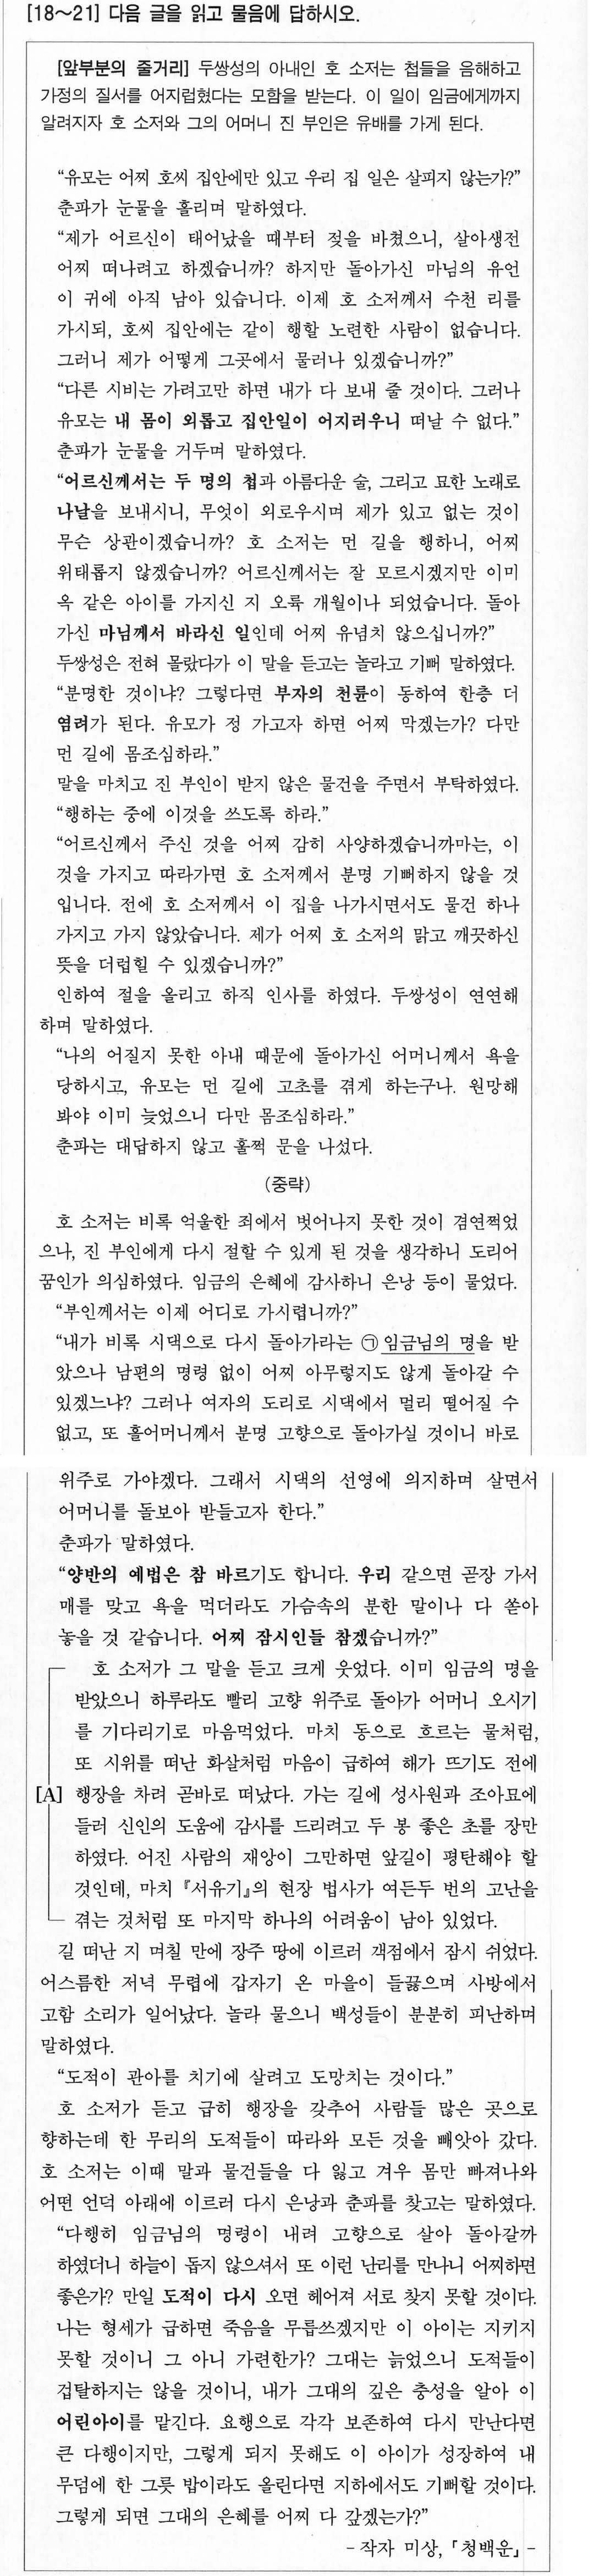 [18~21] 다음 글을 읽고 물음에 답하시오.
[앞부분의 줄거리] 두쌍성의 아내인 호 소저는 첩들을 음해하고
가정의 질서를 어지럽혔다는 모함을 받는다. 이 일이 임금에게까지
알려지자 호 소저와 그의 어머니 진 부인은 유배를 가게 된다.
“유모는 어찌 호씨 집안에만 있고 우리 집 일은 살피지 않는가?”
춘파가 눈물을 흘리며 말하였다.
“제가 어르신이 태어났을 때부터 젖을 바쳤으니, 살아생전
어찌 떠나려고 하겠습니까? 하지만 돌아가신 마님의 유언
이 귀에 아직 남아 있습니다. 이제 호 소저께서 수천 리를
가시되, 호씨 집안에는 같이 행할 노련한 사람이 없습니다.
그러니 제가 어떻게 그곳에서 물러나 있겠습니까?”
“다른 시비는 가려고만 하면 내가 다 보내 줄 것이다. 그러나
유모는 내 몸이 외롭고 집안일이 어지러우니 떠날 수 없다.”
춘파가 눈물을 거두며 말하였다.
“어르신께서는 두 명의 첩과 아름다운 술, 그리고 묘한 노래로
나날을 보내시니, 무엇이 외로우시며 제가 있고 없는 것이
무슨 상관이겠습니까? 호 소저는 먼 길을 행하니, 어찌
위태롭지 않겠습니까? 어르신께서는 잘 모르시겠지만 이미
옥 같은 아이를 가지신 지 오륙 개월이나 되었습니다. 돌아
가신 마님께서 바라신 일인데 어찌 유념치 않으십니까?”
두쌍성은 전혀 몰랐다가 이 말을 듣고는 놀라고 기뻐 말하였다.
“분명한 것이냐? 그렇다면 부자의 천륜이 동하여 한층 더
염려가 된다. 유모가 정 가고자 하면 어찌 막겠는가? 다만
먼 길에 몸조심하라.”
말을 마치고 진 부인이 받지 않은 물건을 주면서 부탁하였다.
“행하는 중에 이것을 쓰도록 하라.”
“어르신께서 주신 것을 어찌 감히 사양하겠습니까마는, 이
것을 가지고 따라가면 호 소저께서 분명 기뻐하지 않을 것
입니다. 전에 호 소저께서 이 집을 나가시면서도 물건 하나
가지고 가지 않았습니다. 제가 어찌 호 소저의 맑고 깨끗하신
뜻을 더럽힐 수 있겠습니까?”
인하여 절을 올리고 하직 인사를 하였다. 두쌍성이 연연해
하며 말하였다.
“나의 어질지 못한 아내 때문에 돌아가신 어머니께서 욕을
당하시고, 유모는 먼 길에 고초를 겪게 하는구나. 원망해
봐야 이미 늦었으니 다만 몸조심하라.”
춘파는 대답하지 않고 훌쩍 문을 나섰다.
(중략)
호 소저는 비록 억울한 죄에서 벗어나지 못한 것이 겸연쩍었
으나, 진 부인에게 다시 절할 수 있게 된 것을 생각하니 도리어
꿈인가 의심하였다. 임금의 은혜에 감사하니 은낭 등이 물었다.
“부인께서는 이제 어디로 가시렵니까?”
“내가 비록 시댁으로 다시 돌아가라는 ㉠임금님의 명을 받
았으나 남편의 명령 없이 어찌 아무렇지도 않게 돌아갈 수
있겠느냐? 그러나 여자의 도리로 시댁에서 멀리 떨어질 수
없고, 또 홀어머니께서 분명 고향으로 돌아가실 것이니 바로
위주로 가야겠다. 그래서 시댁의 선영에 의지하며 살면서
어머니를 돌보아 받들고자 한다.”
춘파가 말하였다.
“양반의 예법은 참 바르기도 합니다. 우리 같으면 곧장 가서
매를 맞고 욕을 먹더라도 가슴속의 분한 말이나 다 쏟아
놓을 것 같습니다. 어찌 잠시인들 참겠습니까?”
호 소저가 그 말을 듣고 크게 웃었다. 이미 임금의 명을
받았으니 하루라도 빨리 고향 위주로 돌아가 어머니 오시기
를 기다리기로 마음먹었다. 마치 동으로 흐르는 물처럼,
또 시위를 떠난 화살처럼 마음이 급하여 해가 뜨기도 전에
[A] 행장을 차려 곧바로 떠났다. 가는 길에 성사원과 조아묘에
들러 신인의 도움에 감사를 드리려고 두 봉 좋은 초를 장만
하였다. 어진 사람의 재앙이 그만하면 앞길이 평탄해야 할
것인데, 마치 『서유기』의 현장 법사가 여든두 번의 고난을
겪는 것처럼 또 마지막 하나의 어려움이 남아 있었다.
길 떠난 지 며칠 만에 장주 땅에 이르러 객점에서 잠시 쉬었다.
어스름한 저녁 무렵에 갑자기 온 마을이 들끓으며 사방에서
고함 소리가 일어났다. 놀라 물으니 백성들이 분분히 피난하며
말하였다.
“도적이 관아를 치기에 살려고 도망치는 것이다.”
호 소저가 듣고 급히 행장을 갖추어 사람들 많은 곳으로
향하는데 한 무리의 도적들이 따라와 모든 것을 빼앗아 갔다.
호 소저는 이때 말과 물건들을 다 잃고 겨우 몸만 빠져나와
어떤 언덕 아래에 이르러 다시 은낭과 춘파를 찾고는 말하였다.
“다행히 임금님의 명령이 내려 고향으로 살아 돌아갈까
하였더니 하늘이 돕지 않으셔서 또 이런 난리를 만나니 어찌하면
좋은가? 만일 도적이 다시 오면 헤어져 서로 찾지 못할 것이다.
나는 형세가 급하면 죽음을 무릅쓰겠지만 이 아이는 지키지
못할 것이니 그 아니 가련한가? 그대는 늙었으니 도적들이
겁탈하지는 않을 것이니, 내가 그대의 깊은 충성을 알아 이
어린아이를 맡긴다. 요행으로 각각 보존하여 다시 만난다면
큰 다행이지만, 그렇게 되지 못해도 이 아이가 성장하여 내
무덤에 한 그릇 밥이라도 올린다면 지하에서도 기뻐할 것이다.
그렇게 되면 그대의 은혜를 어찌 다 갚겠는가?”
- 작자 미상, 「청백운」 -